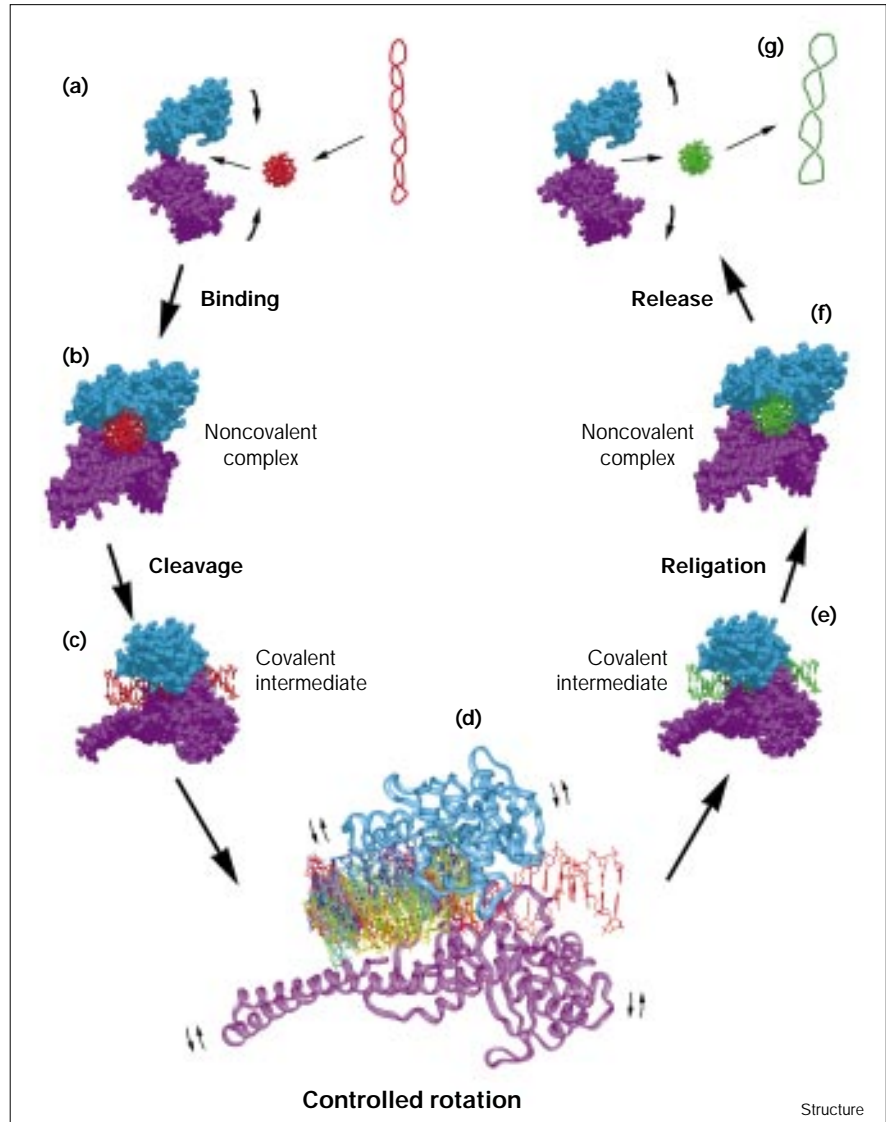 (a)
(g)
Binding
Release
(b)
(f)
Noncovalent
complex
Noncovalent
complex
Cleavage
Religation
(c)
(e)
Covalent
intermediate
Covalent
intermediate
(d)
Controlled rotation
Structure